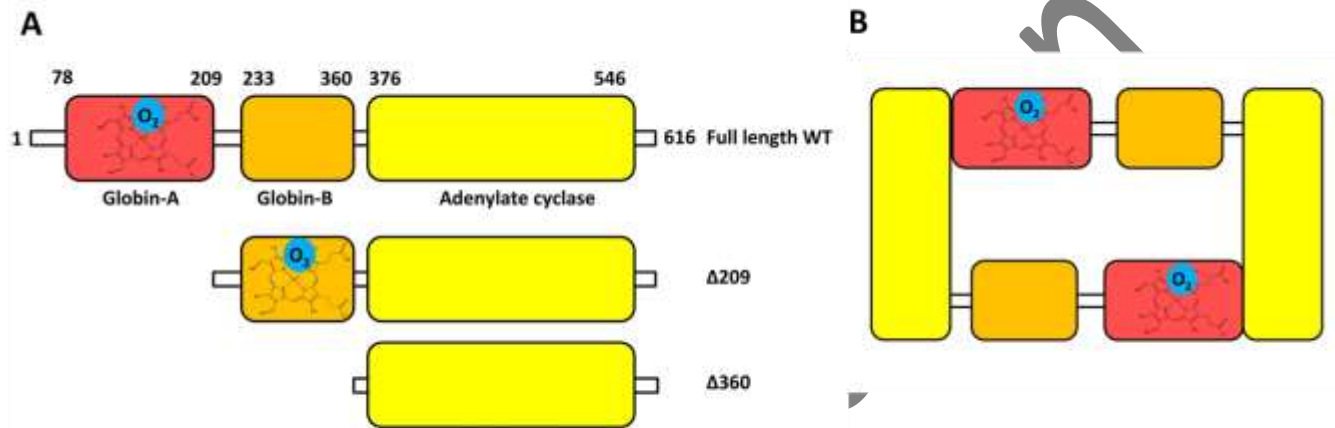 A
B
78 209 233 360 376 546
O2
1
616 Full length WT
Globin-A Globin-B Adenylate cyclase
O2
Δ209
Δ360
O2
O2